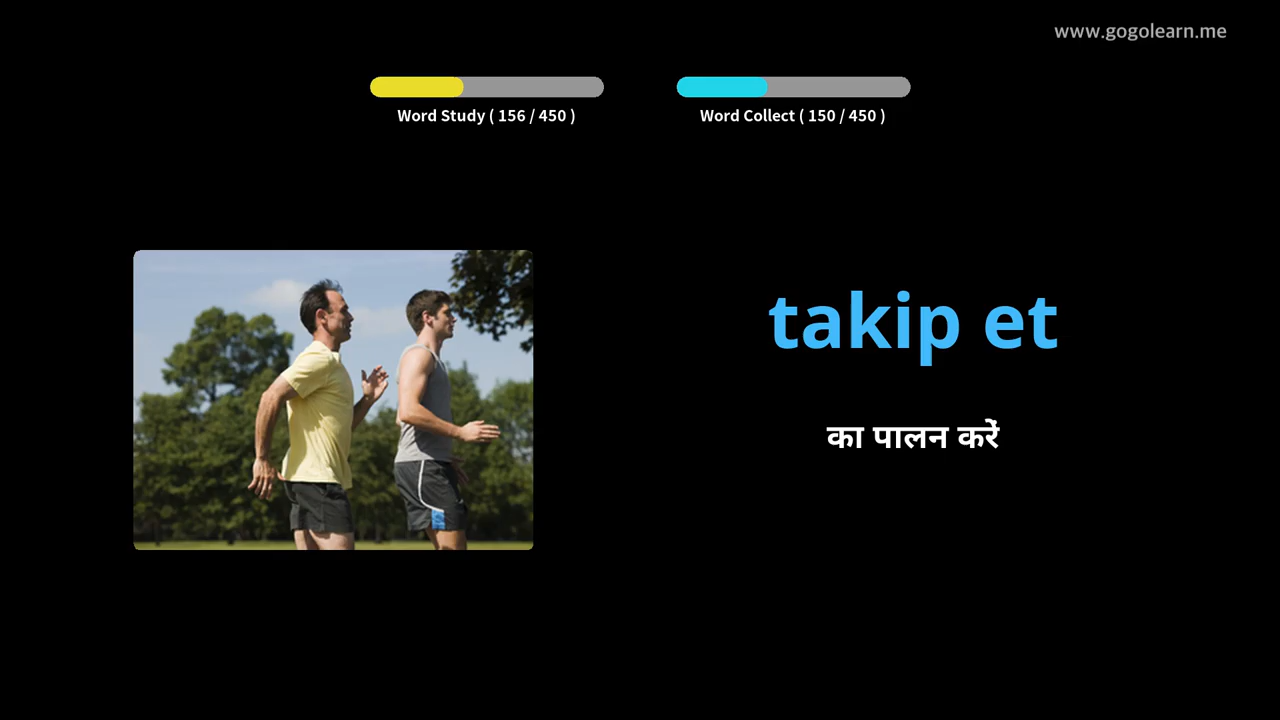 www.gogolearn.me
Word Study ( 156 / 450 )
Word Collect ( 150 / 450 )
takip et
का पालन करें